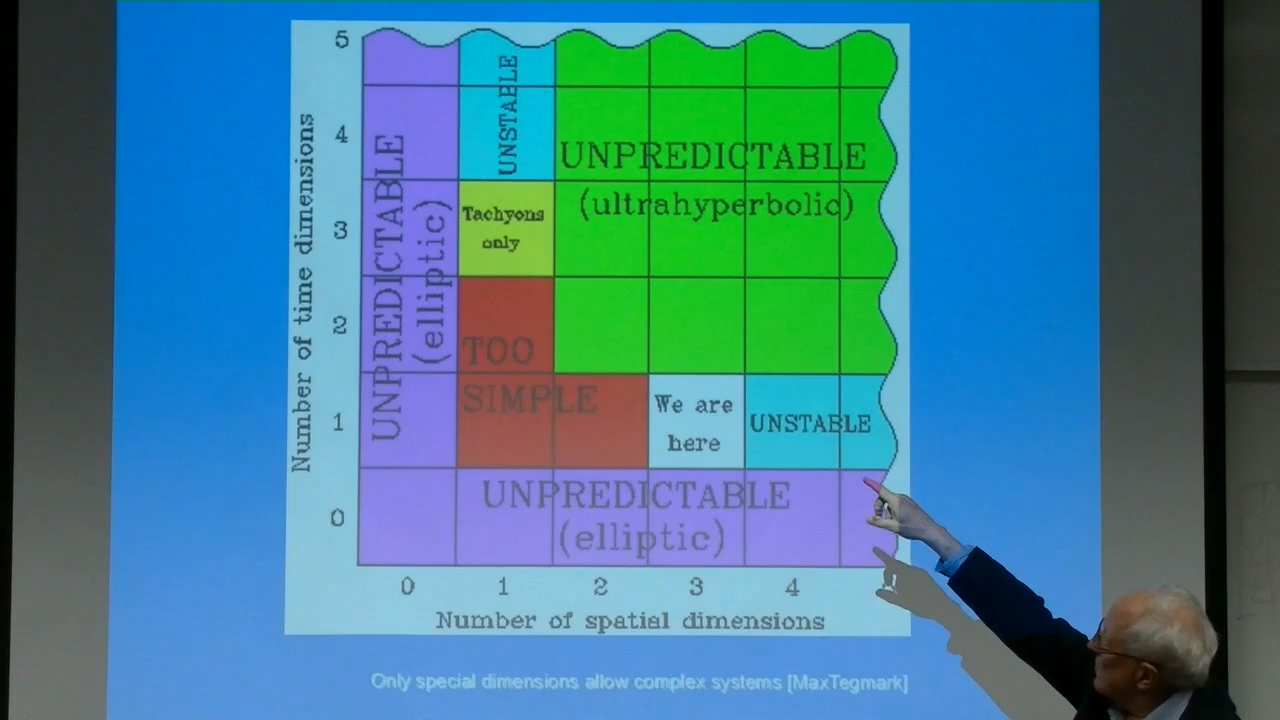 5
4
3
2
1
0
Number of time dimensions
UNPREDICTABLE
(elliptic)
UNSTABLE
UNPREDICTABLE
(ultrahyperbolic)
Tachyons
only
TOO
SIMPLE
We are
here
UNSTABLE
UNPREDICTABLE
(elliptic)
0 1 2 3 4
Number of spatial dimensions
Only special dimensions allow complex systems [MaxTegmark]